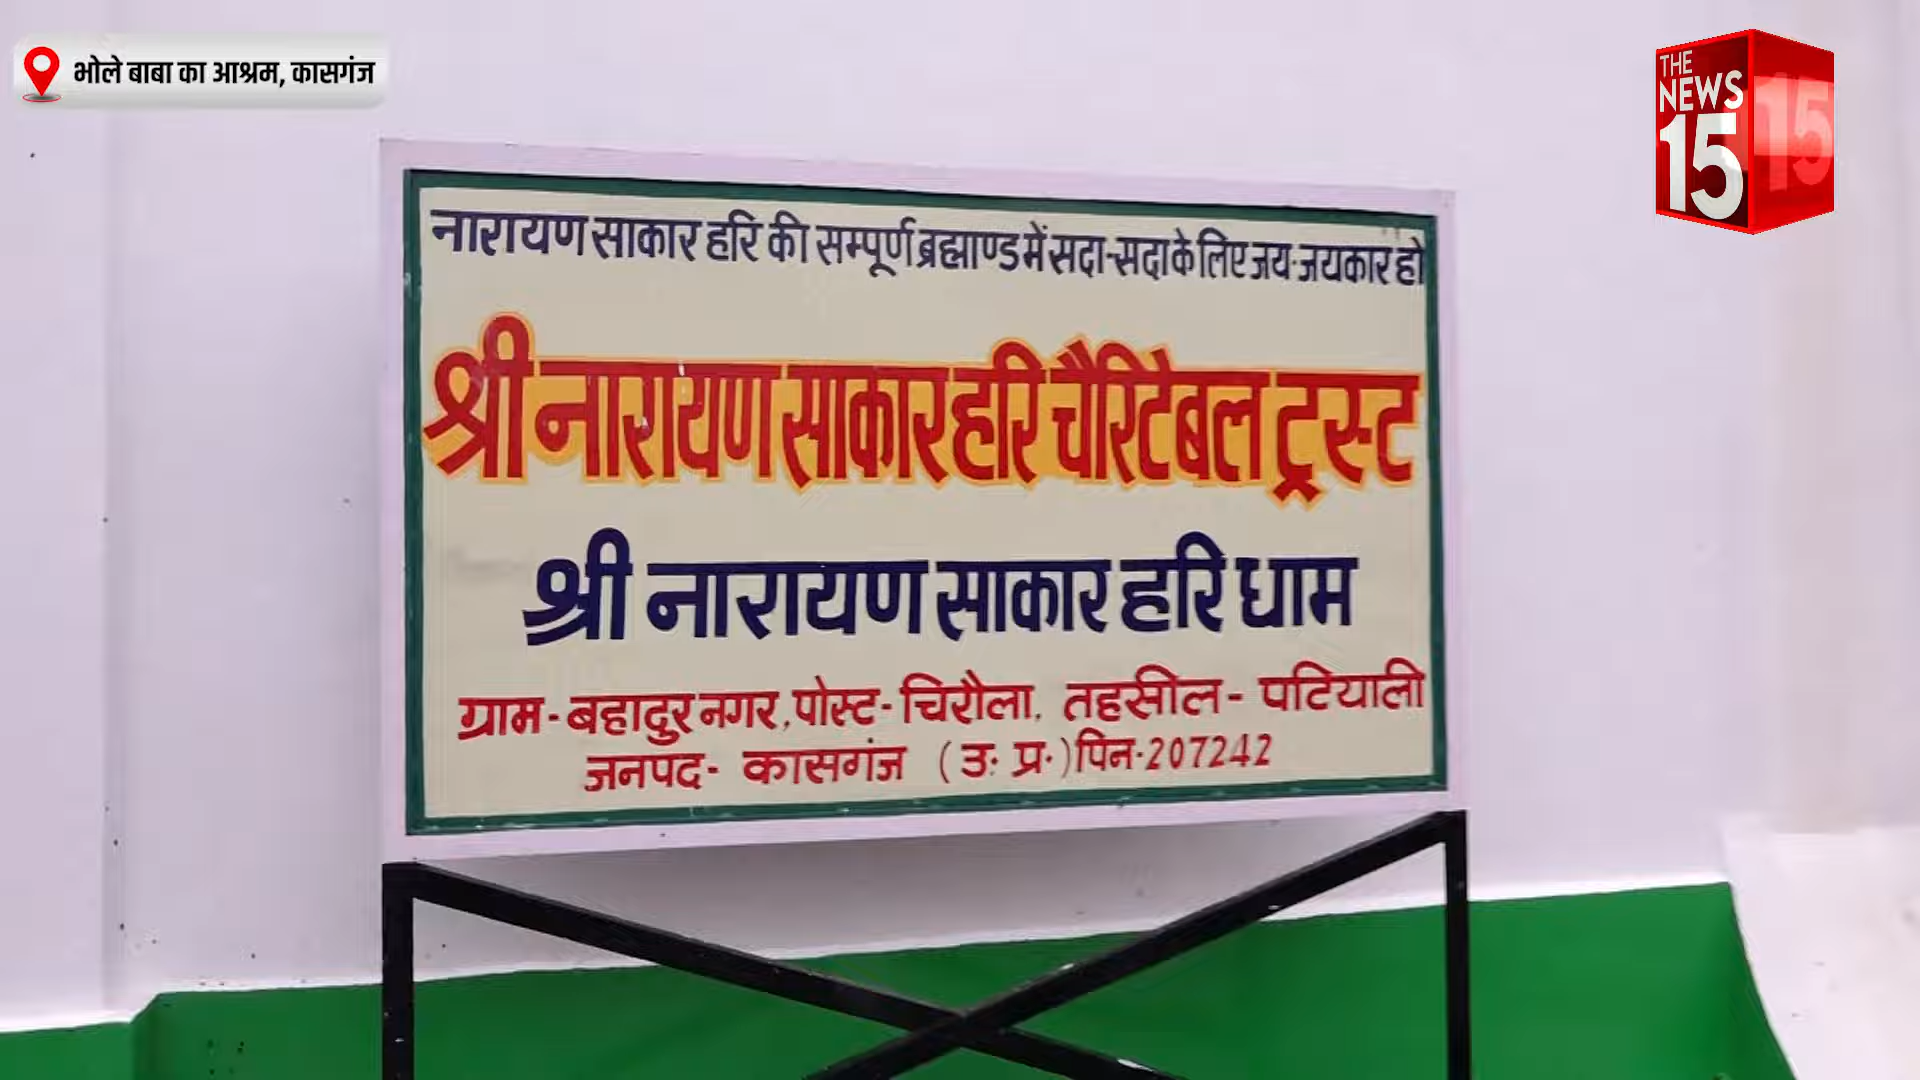 भोले बाबा का आश्रम, कासगंज
THE
NEWS
15
15
नारायण साकार हरि की सम्पूर्ण ब्रह्माण्ड में सदा-सदा के लिए जय-जयकार हो
श्री नारायण साकार हरि चैरिटेबल ट्रस्ट
श्री नारायण साकार हरि धाम
ग्राम-बहादुर नगर, पोस्ट-चिरौला, तहसील-पटियाली
जनपद- कासगंज (उ. प्र.) पिन-207242